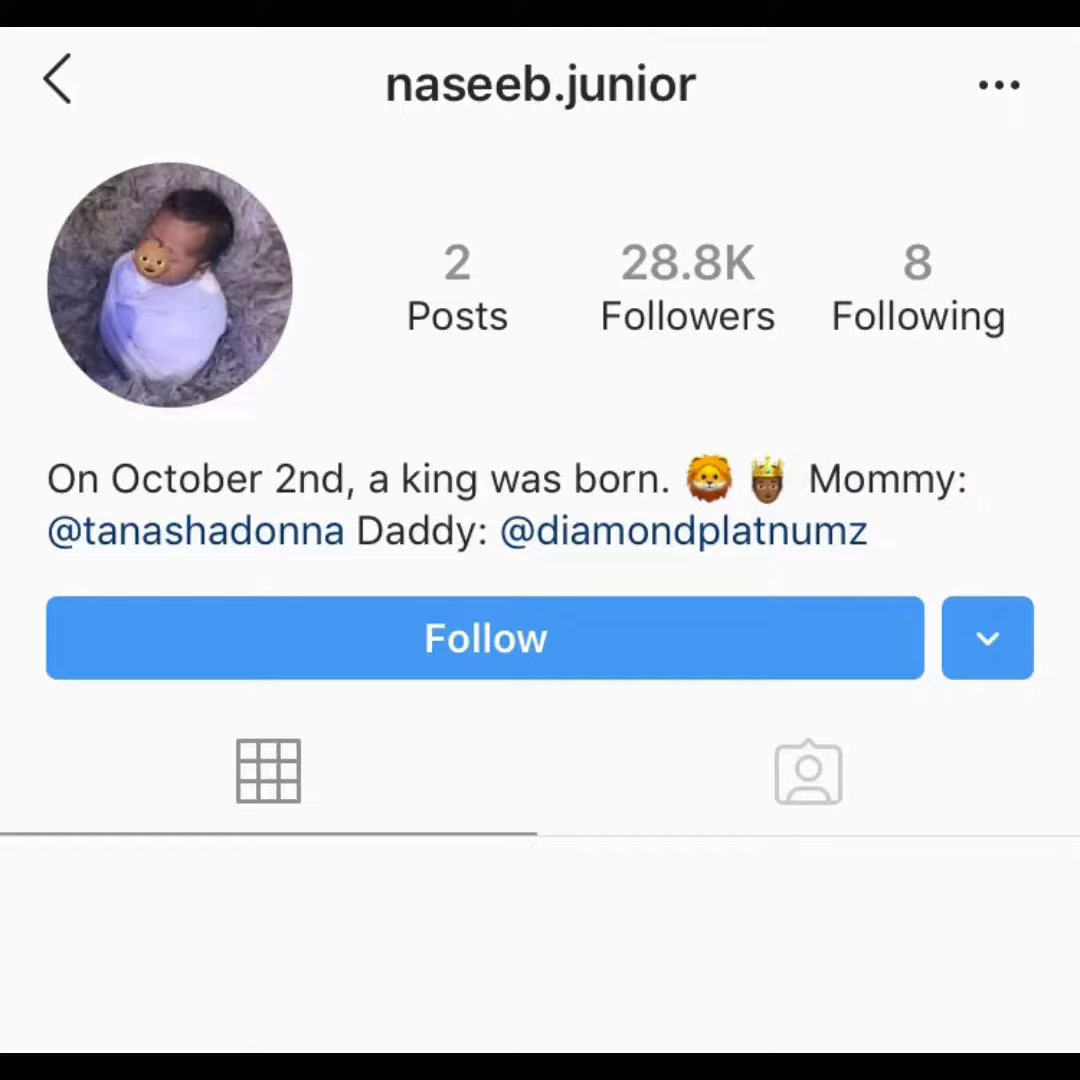 naseeb.junior
2 28.8K 8
Posts Followers Following
On October 2nd, a king was born. 🦁 🤴🏾 Mommy:
@tanashadonna Daddy: @diamondplatnumz
Follow